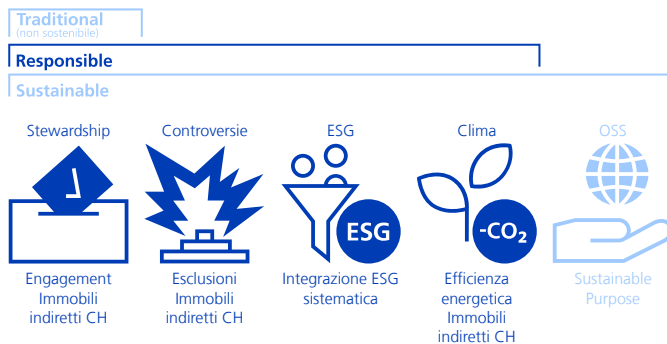 Traditional
(non sostenibile)
Responsible
Sustainable
Stewardship
Controversie
ESG
Clima
OSS
ESG
-CO₂
Engagement
Immobili
indiretti CH
Esclusioni
Immobili
indiretti CH
Integrazione ESG
sistematica
Efficienza
energetica
Immobili
indiretti CH
Sustainable
Purpose